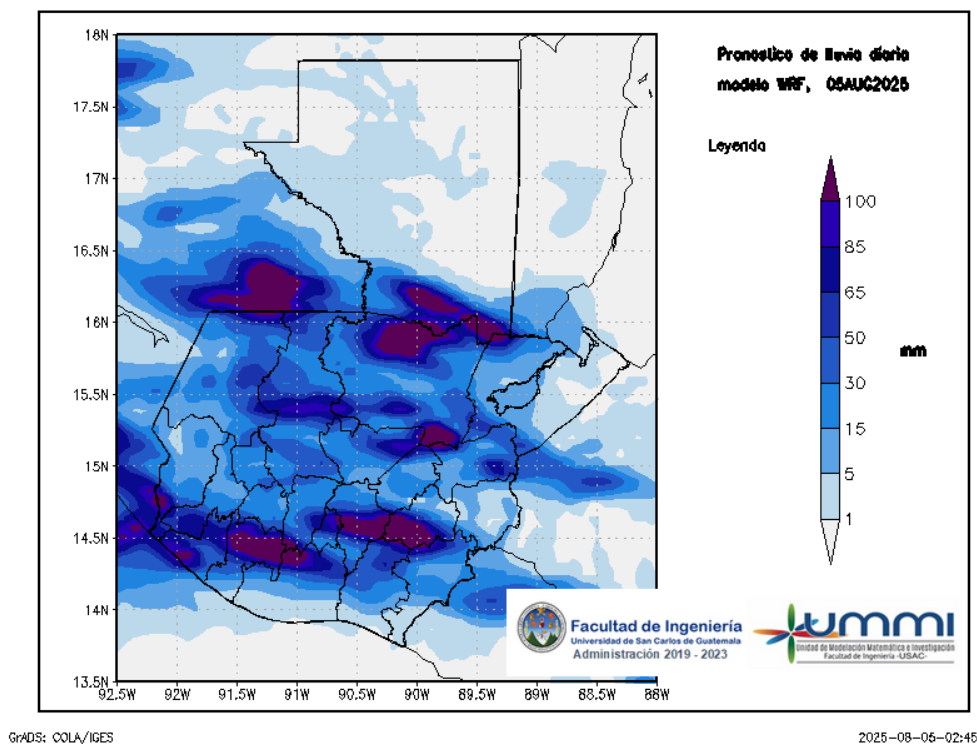 Pronostico de lluvia diaria
modelo WRF, 05AUG2025
Leyenda
100
85
65
50
30
15
5
1
mm
18N
17.5N
17N
16.5N
16N
15.5N
15N
14.5N
14N
13.5N
92.5W
92W
91.5W
91W
90.5W
90W
89.5W
89W
88.5W
88W
Facultad de Ingeniería
Universidad de San Carlos de Guatemala
Administración 2019 - 2023
UMMI
Unidad de Modelación Matemática e Investigación
Facultad de Ingeniería -USAC-
GrADS: COLA/IGES
2025-08-05-02:45